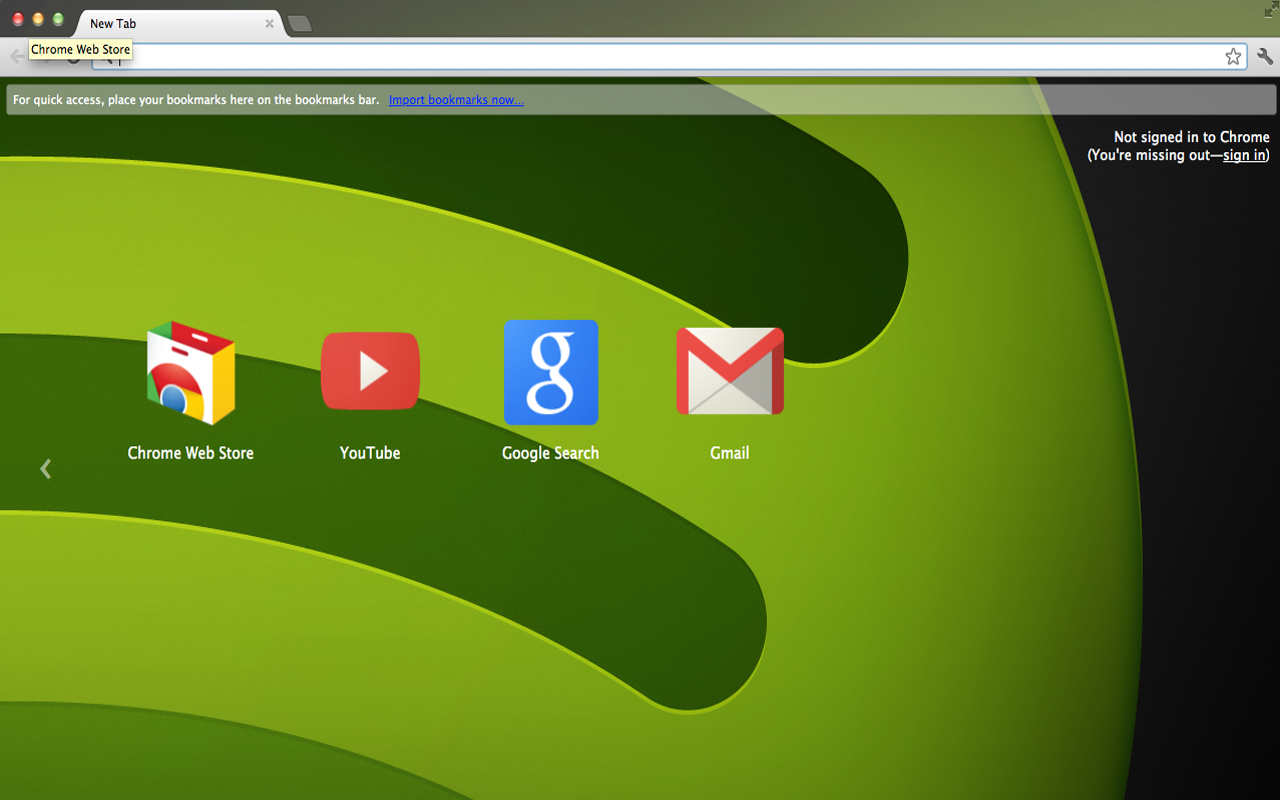 New Tab
Chrome Web Store
For quick access, place your bookmarks here on the bookmarks bar. Import bookmarks now...
Not signed in to Chrome
(You're missing out—sign in)
Chrome Web Store
YouTube
Google Search
Gmail